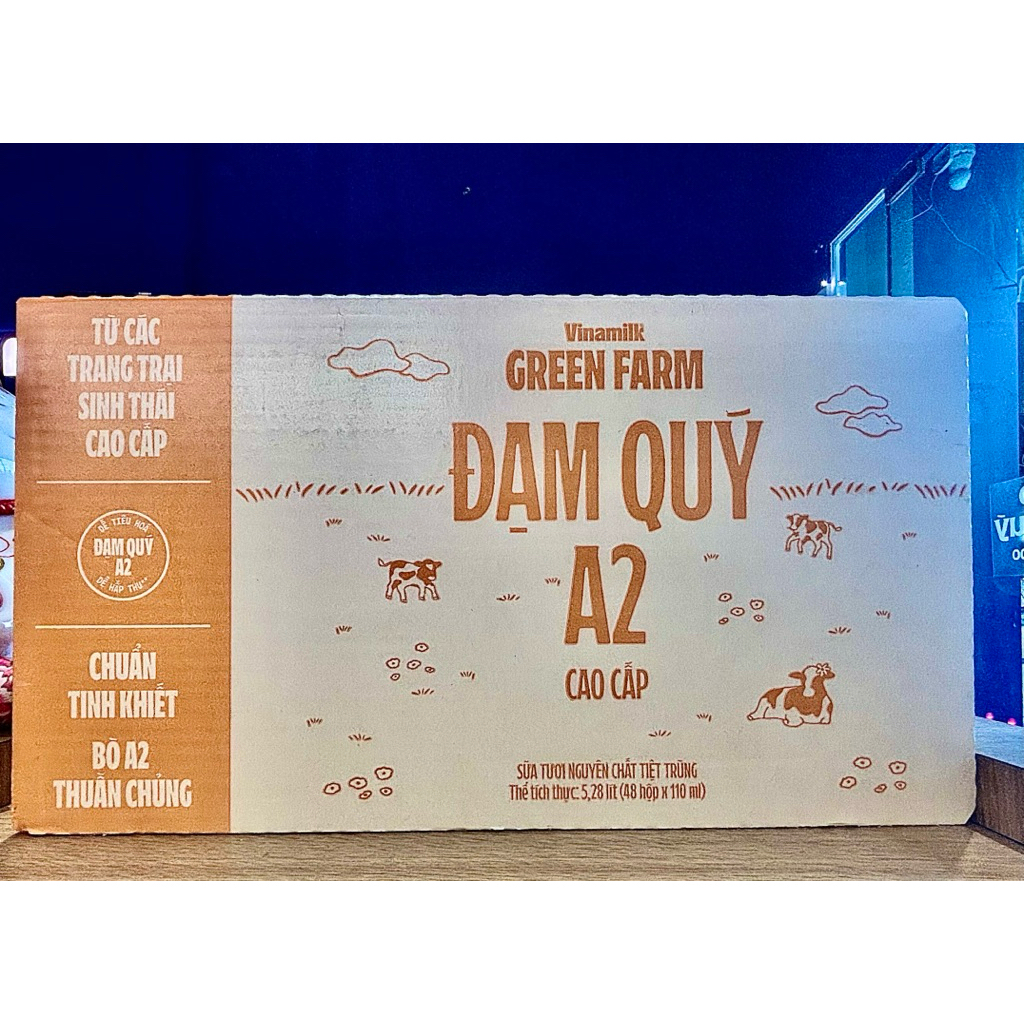 TỪ CÁC
TRANG TRẠI
SINH THÁI
CAO CẤP
DỄ TIÊU HOÁ
ĐẠM QUÝ
A2
DỄ HẤP THU**
CHUẨN
TINH KHIẾT
BÒ A2
THUẦN CHỦNG
Vinamilk
GREEN FARM
ĐẠM QUÝ
A2
CAO CẤP
SỮA TƯƠI NGUYÊN CHẤT TIỆT TRÙNG
Thể tích thực: 5,28 lít (48 hộp x 110 ml)